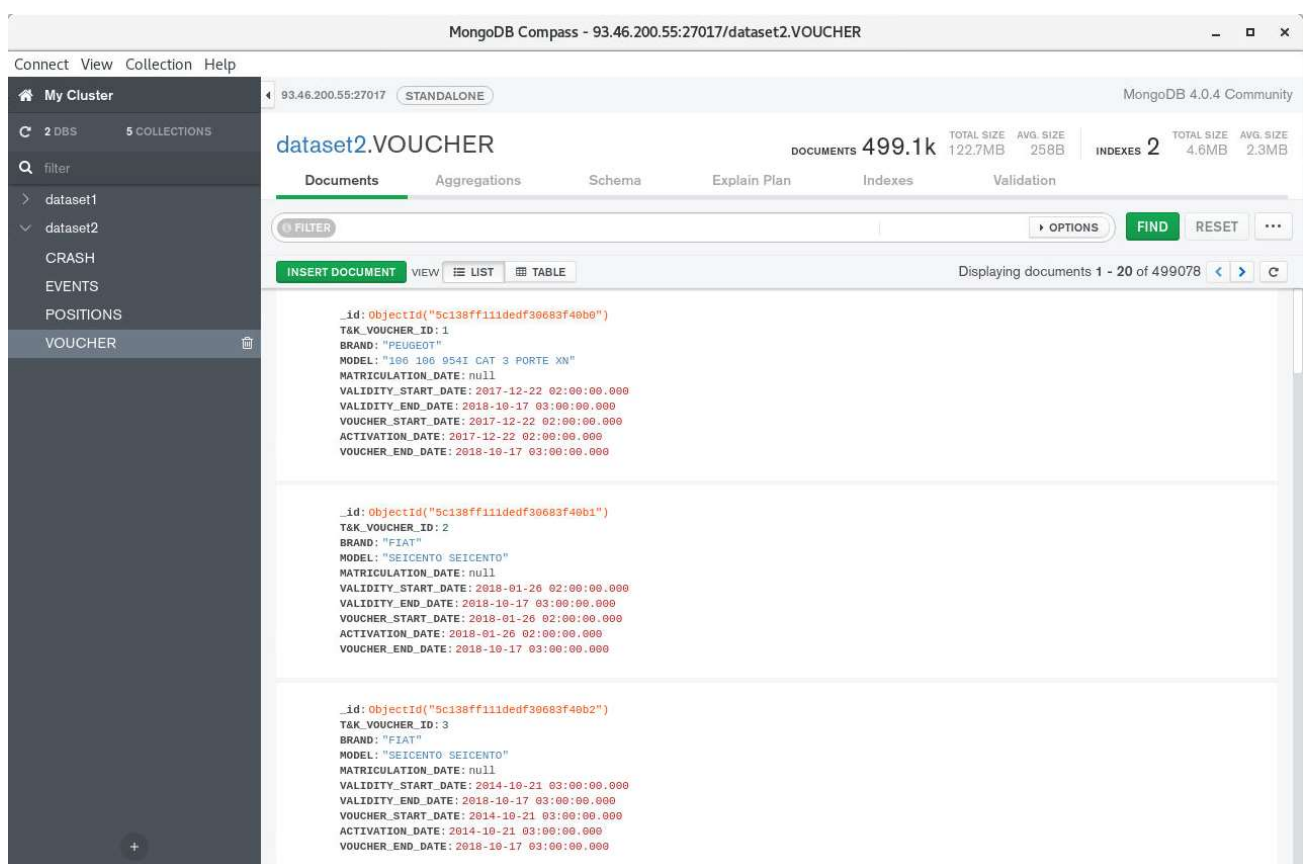 MongoDB Compass - 93.46.200.55:27017/dataset2.VOUCHER
Connect View Collection Help
My Cluster
93.46.200.55:27017 STANDALONE
MongoDB 4.0.4 Community
2 DBS 5 COLLECTIONS
filter
dataset1
dataset2
CRASH
EVENTS
POSITIONS
VOUCHER
dataset2.VOUCHER
DOCUMENTS 499.1k TOTAL SIZE 122.7MB AVG. SIZE 258B INDEXES 2 TOTAL SIZE 4.6MB AVG. SIZE 2.3MB
Documents Aggregations Schema Explain Plan Indexes Validation
FILTER OPTIONS FIND RESET ...
INSERT DOCUMENT VIEW LIST TABLE Displaying documents 1 - 20 of 499078
_id: ObjectId("5c138ff111dedf30683f40b0")
T&K_VOUCHER_ID: 1
BRAND: "PEUGEOT"
MODEL: "106 106 954I CAT 3 PORTE XN"
MATRICULATION_DATE: null
VALIDITY_START_DATE: 2017-12-22 02:00:00.000
VALIDITY_END_DATE: 2018-10-17 03:00:00.000
VOUCHER_START_DATE: 2017-12-22 02:00:00.000
ACTIVATION_DATE: 2017-12-22 02:00:00.000
VOUCHER_END_DATE: 2018-10-17 03:00:00.000
_id: ObjectId("5c138ff111dedf30683f40b1")
T&K_VOUCHER_ID: 2
BRAND: "FIAT"
MODEL: "SEICENTO SEICENTO"
MATRICULATION_DATE: null
VALIDITY_START_DATE: 2018-01-26 02:00:00.000
VALIDITY_END_DATE: 2018-10-17 03:00:00.000
VOUCHER_START_DATE: 2018-01-26 02:00:00.000
ACTIVATION_DATE: 2018-01-26 02:00:00.000
VOUCHER_END_DATE: 2018-10-17 03:00:00.000
_id: ObjectId("5c138ff111dedf30683f40b2")
T&K_VOUCHER_ID: 3
BRAND: "FIAT"
MODEL: "SEICENTO SEICENTO"
MATRICULATION_DATE: null
VALIDITY_START_DATE: 2014-10-21 03:00:00.000
VALIDITY_END_DATE: 2018-10-17 03:00:00.000
VOUCHER_START_DATE: 2014-10-21 03:00:00.000
ACTIVATION_DATE: 2014-10-21 03:00:00.000
VOUCHER_END_DATE: 2018-10-17 03:00:00.000